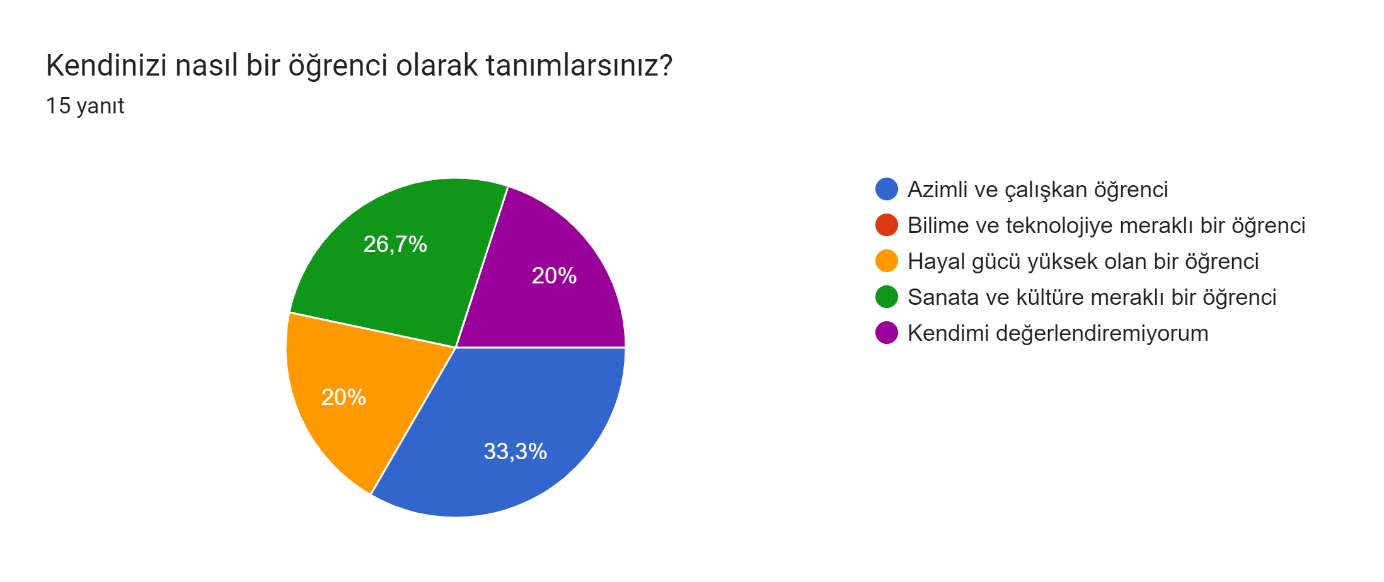 Kendinizi nasıl bir öğrenci olarak tanımlarsınız?
15 yanıt
26,7%
20%
20%
33,3%
Azimli ve çalışkan öğrenci
Bilime ve teknolojiye meraklı bir öğrenci
Hayal gücü yüksek olan bir öğrenci
Sanata ve kültüre meraklı bir öğrenci
Kendimi değerlendiremiyorum